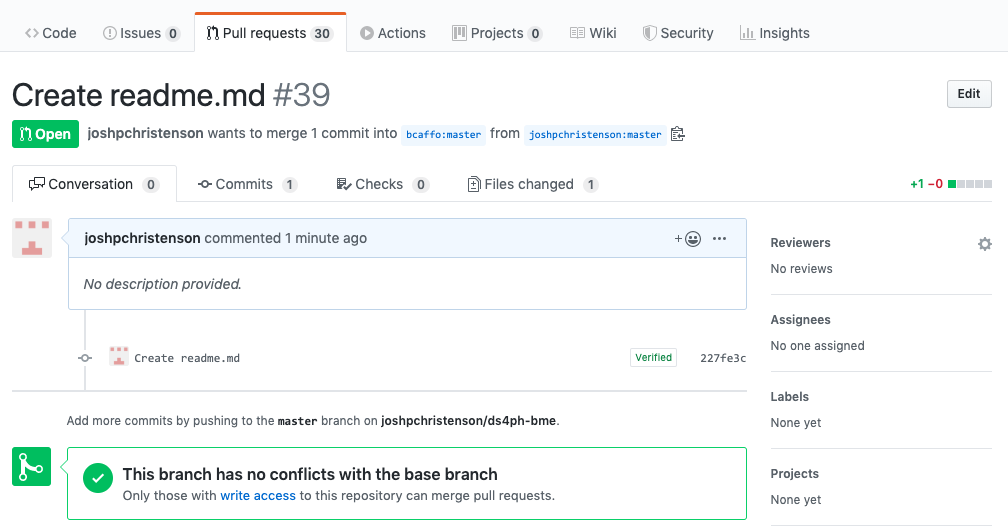 Code Issues 0 Pull requests 30 Actions Projects 0 Wiki Security Insights
Create readme.md #39 Edit
Open joshpchristenson wants to merge 1 commit into bcaffo:master from joshpchristenson:master
Conversation 0 Commits 1 Checks 0 Files changed 1 +1 −0
joshpchristenson commented 1 minute ago
No description provided.
Create readme.md Verified 227fe3c
Add more commits by pushing to the master branch on joshpchristenson/ds4ph-bme.
This branch has no conflicts with the base branch
Only those with write access to this repository can merge pull requests.
Reviewers
No reviews
Assignees
No one assigned
Labels
None yet
Projects
None yet